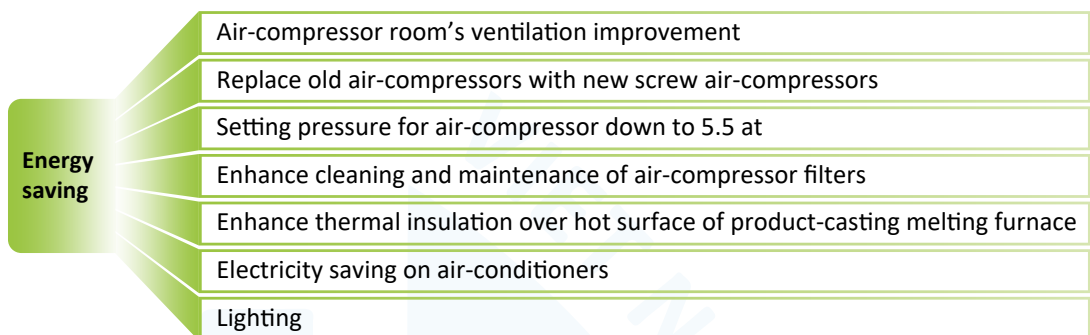 Air-compressor room's ventilation improvement
Replace old air-compressors with new screw air-compressors
Setting pressure for air-compressor down to 5.5 at
Energy
saving
Enhance cleaning and maintenance of air-compressor filters
Enhance thermal insulation over hot surface of product-casting melting furnace
Electricity saving on air-conditioners
Lighting